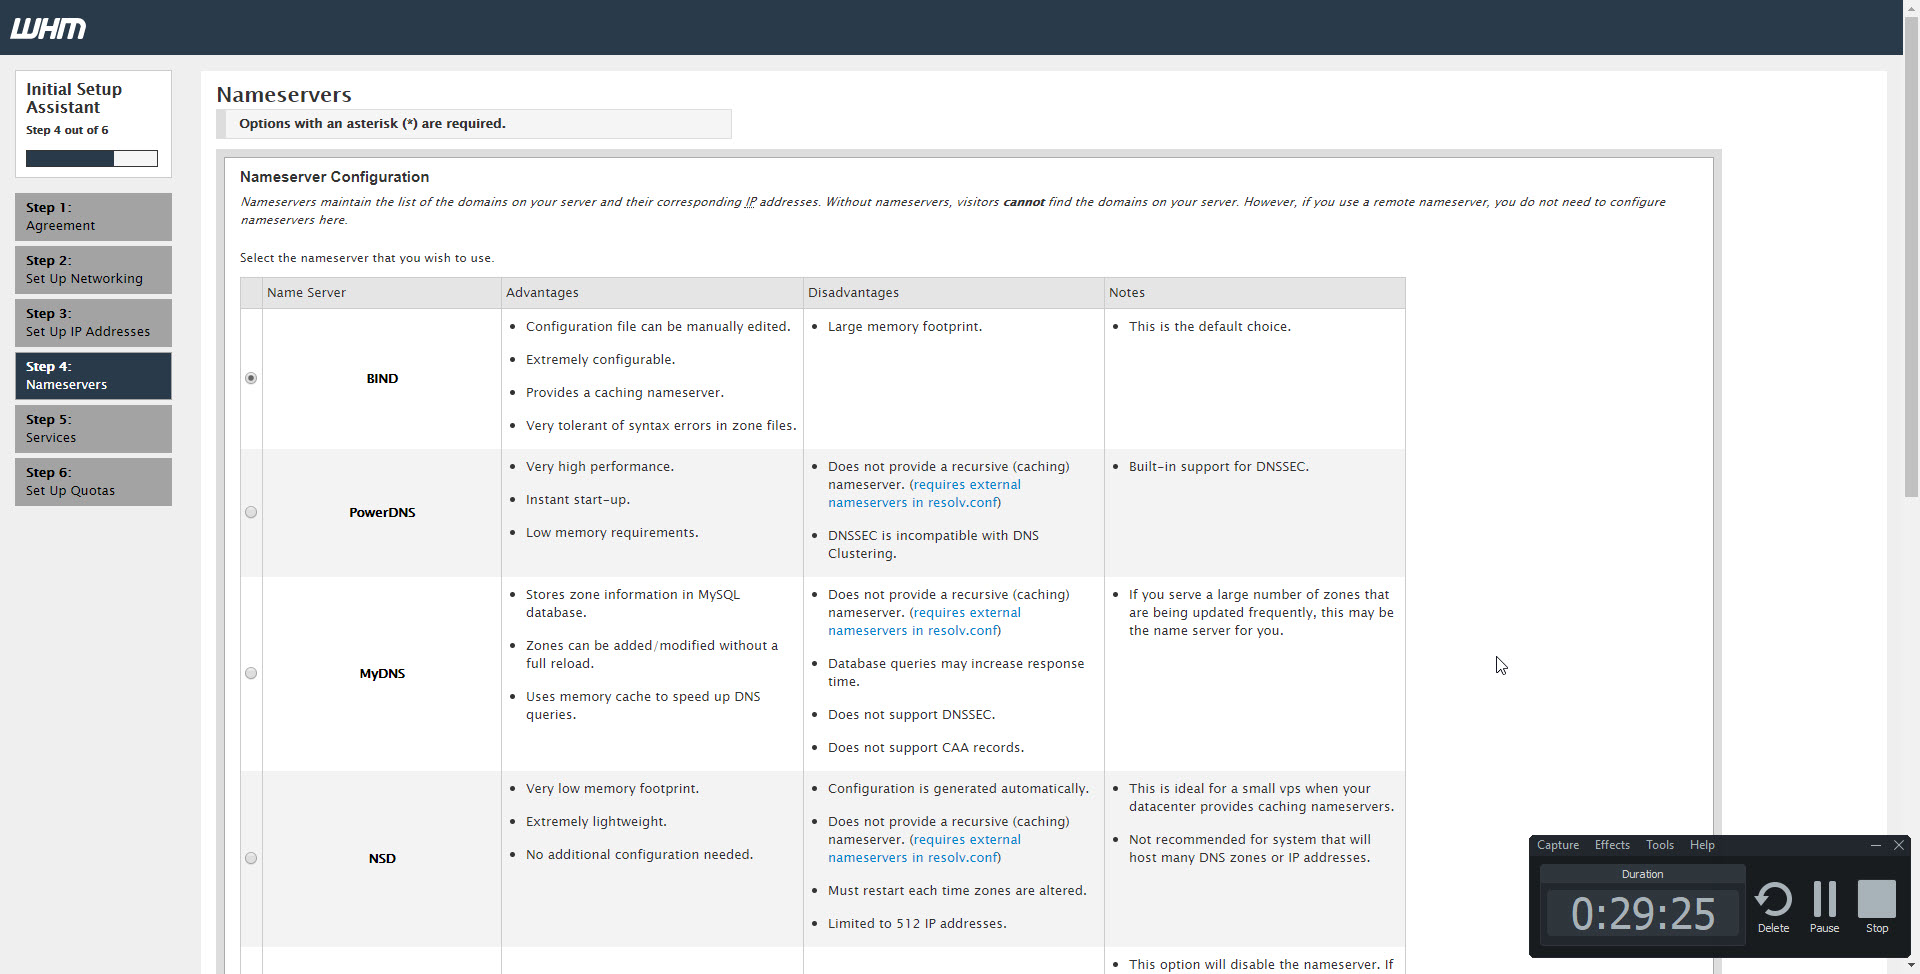 WHM
Initial Setup
Assistant
Step 4 out of 6
Step 1:
Agreement
Step 2:
Set Up Networking
Step 3:
Set Up IP Addresses
Step 4:
Nameservers
Step 5:
Services
Step 6:
Set Up Quotas
Nameservers
Options with an asterisk (*) are required.
Nameserver Configuration
Nameservers maintain the list of the domains on your server and their corresponding IP addresses. Without nameservers, visitors cannot find the domains on your server. However, if you use a remote nameserver, you do not need to configure
nameservers here.
Select the nameserver that you wish to use.
Name Server
Advantages
Disadvantages
Notes
BIND
Configuration file can be manually edited.
Extremely configurable.
Provides a caching nameserver.
Very tolerant of syntax errors in zone files.
Large memory footprint.
This is the default choice.
PowerDNS
Very high performance.
Instant start-up.
Low memory requirements.
Does not provide a recursive (caching)
nameserver. (requires external
nameservers in resolv.conf)
DNSSEC is incompatible with DNS
Clustering.
Built-in support for DNSSEC.
MyDNS
Stores zone information in MySQL
database.
Zones can be added/modified without a
full reload.
Uses memory cache to speed up DNS
queries.
Does not provide a recursive (caching)
nameserver. (requires external
nameservers in resolv.conf)
Database queries may increase response
time.
Does not support DNSSEC.
Does not support CAA records.
If you serve a large number of zones that
are being updated frequently, this may be
the name server for you.
NSD
Very low memory footprint.
Extremely lightweight.
No additional configuration needed.
Configuration is generated automatically.
Does not provide a recursive (caching)
nameserver. (requires external
nameservers in resolv.conf)
Must restart each time zones are altered.
Limited to 512 IP addresses.
This is ideal for a small vps when your
datacenter provides caching nameservers.
Not recommended for system that will
host many DNS zones or IP addresses.
This option will disable the nameserver. If
Capture Effects Tools Help
Duration
0:29:25
Delete Pause Stop